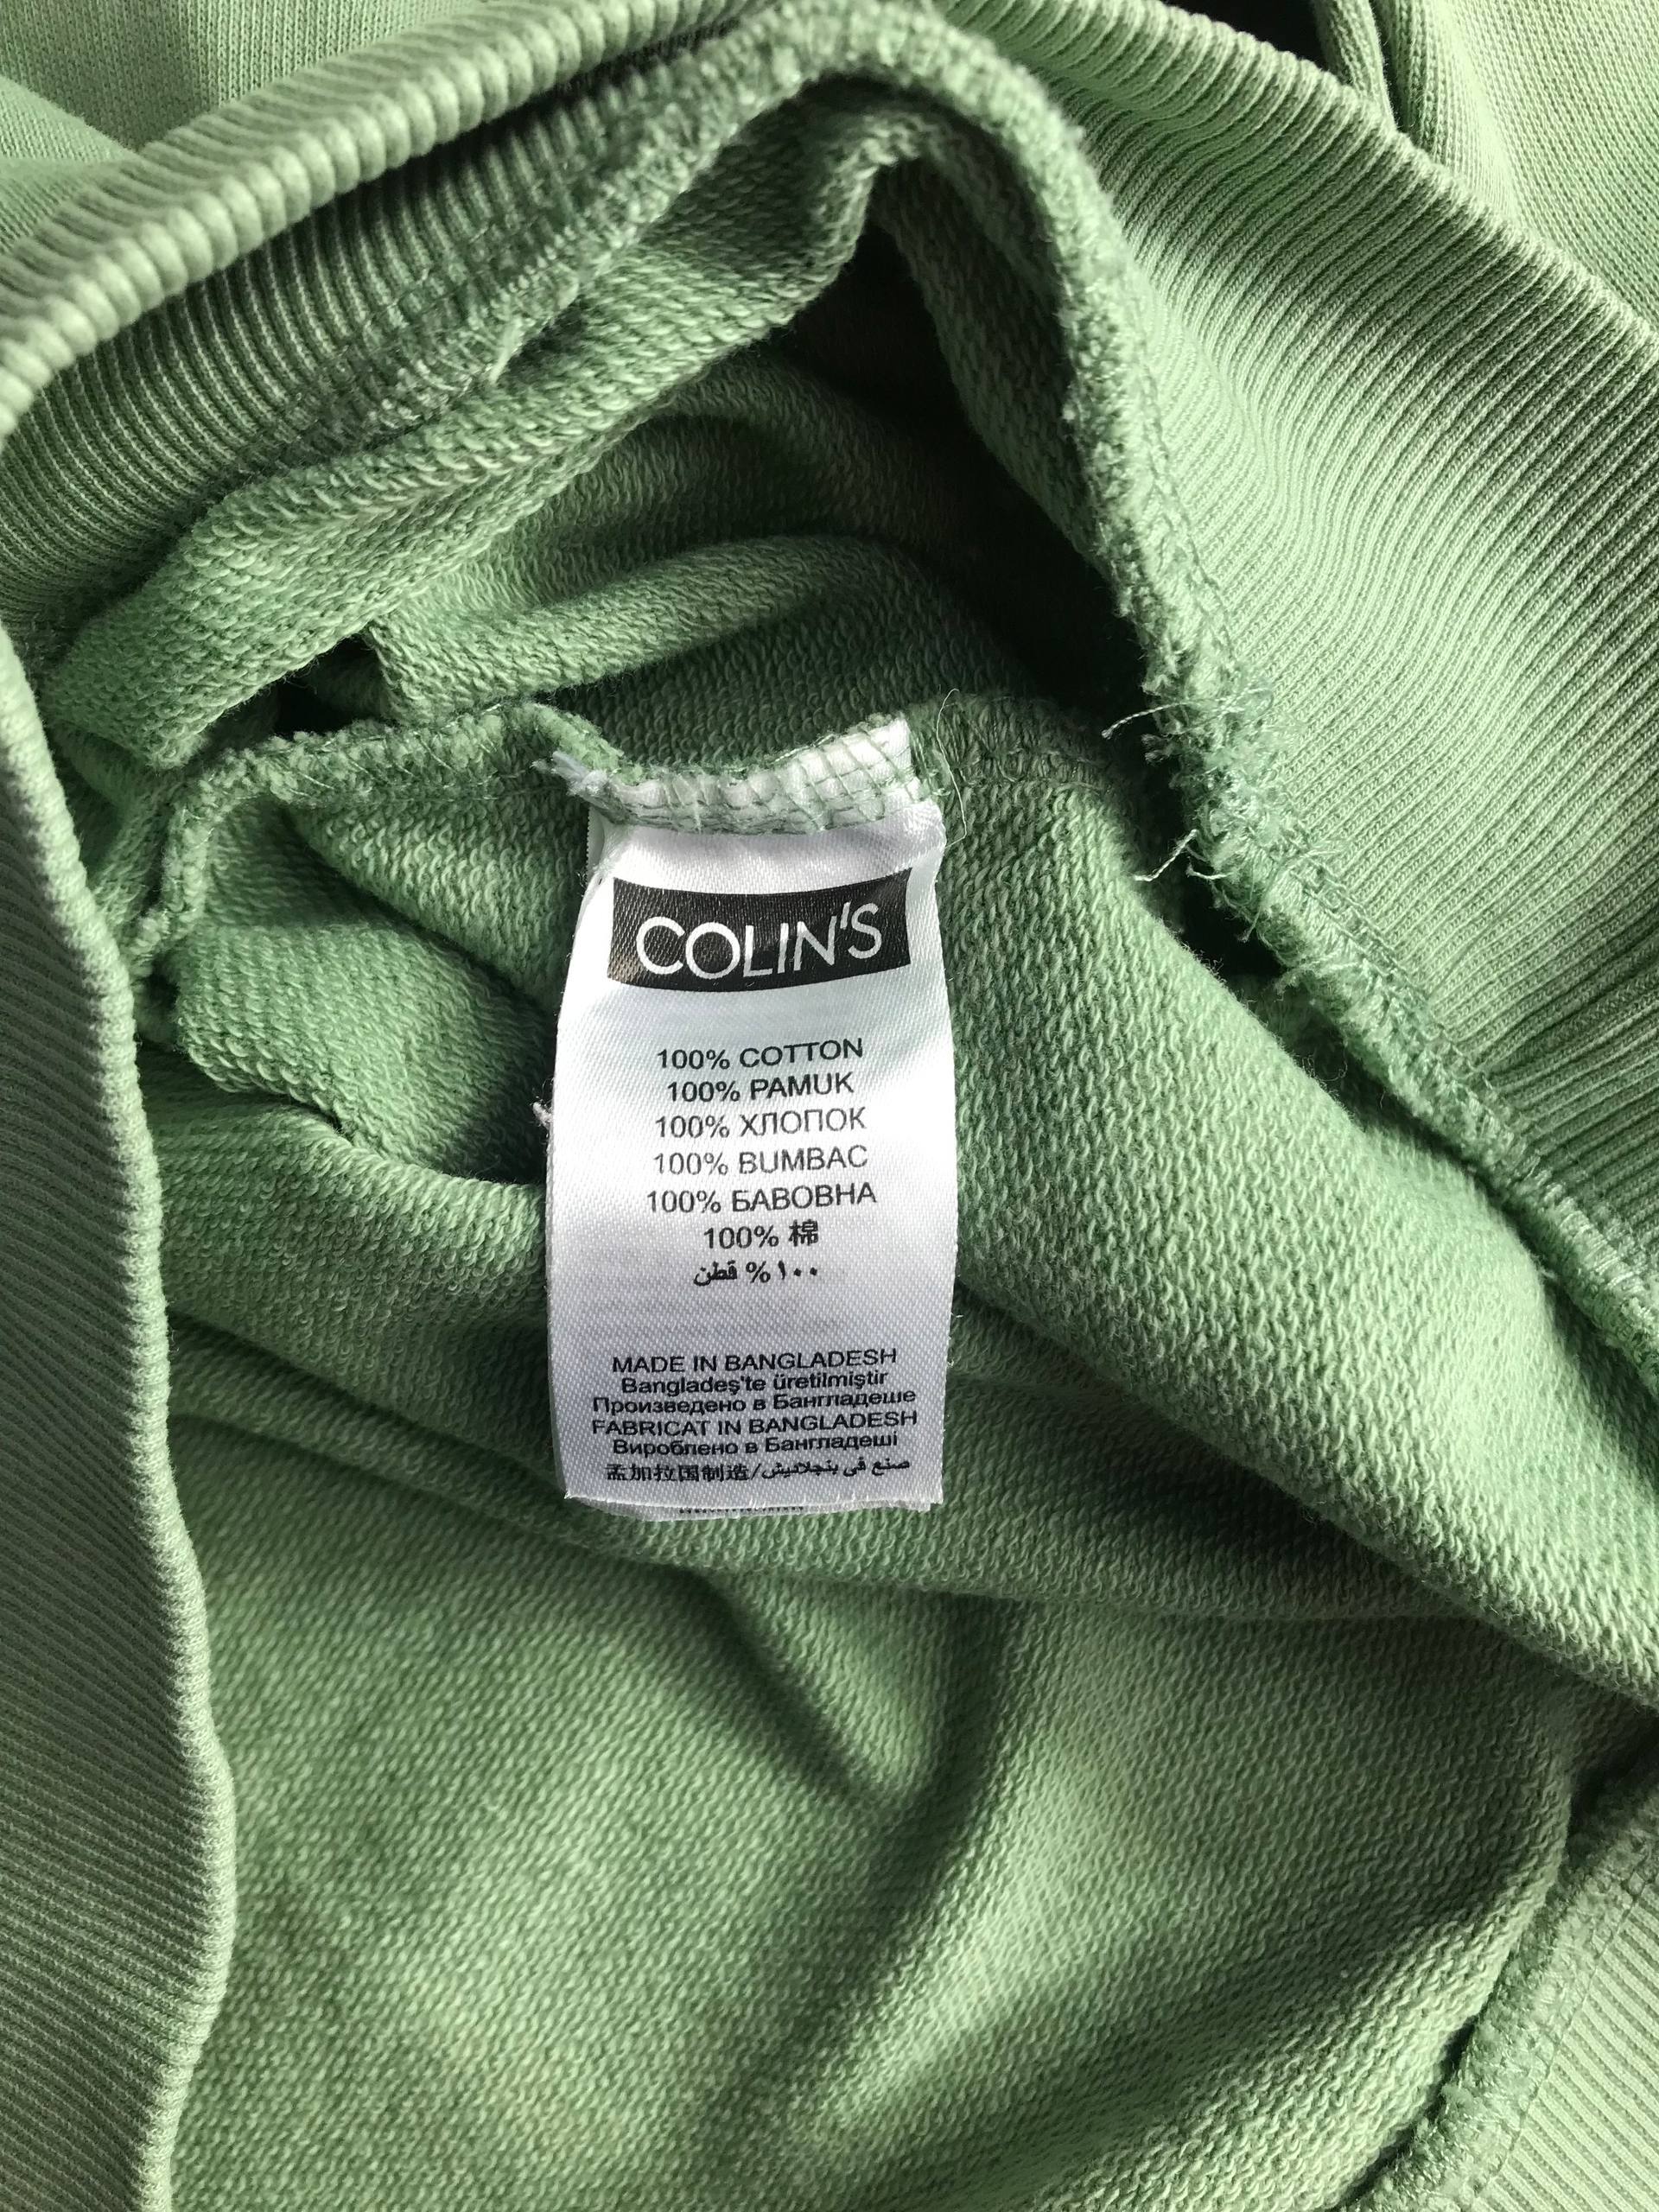 COLIN'S
100% COTTON
100% PAMUK
100% ХЛОПОК
100% BUMBAC
100% БАВОВНА
100% 棉
١٠٠ % قطن
MADE IN BANGLADESH
Bangladeş'te üretilmiştir
Произведено в Бангладеше
FABRICAT IN BANGLADESH
Вироблено в Бангладеші
孟加拉国制造/صنع في بنجلاديش